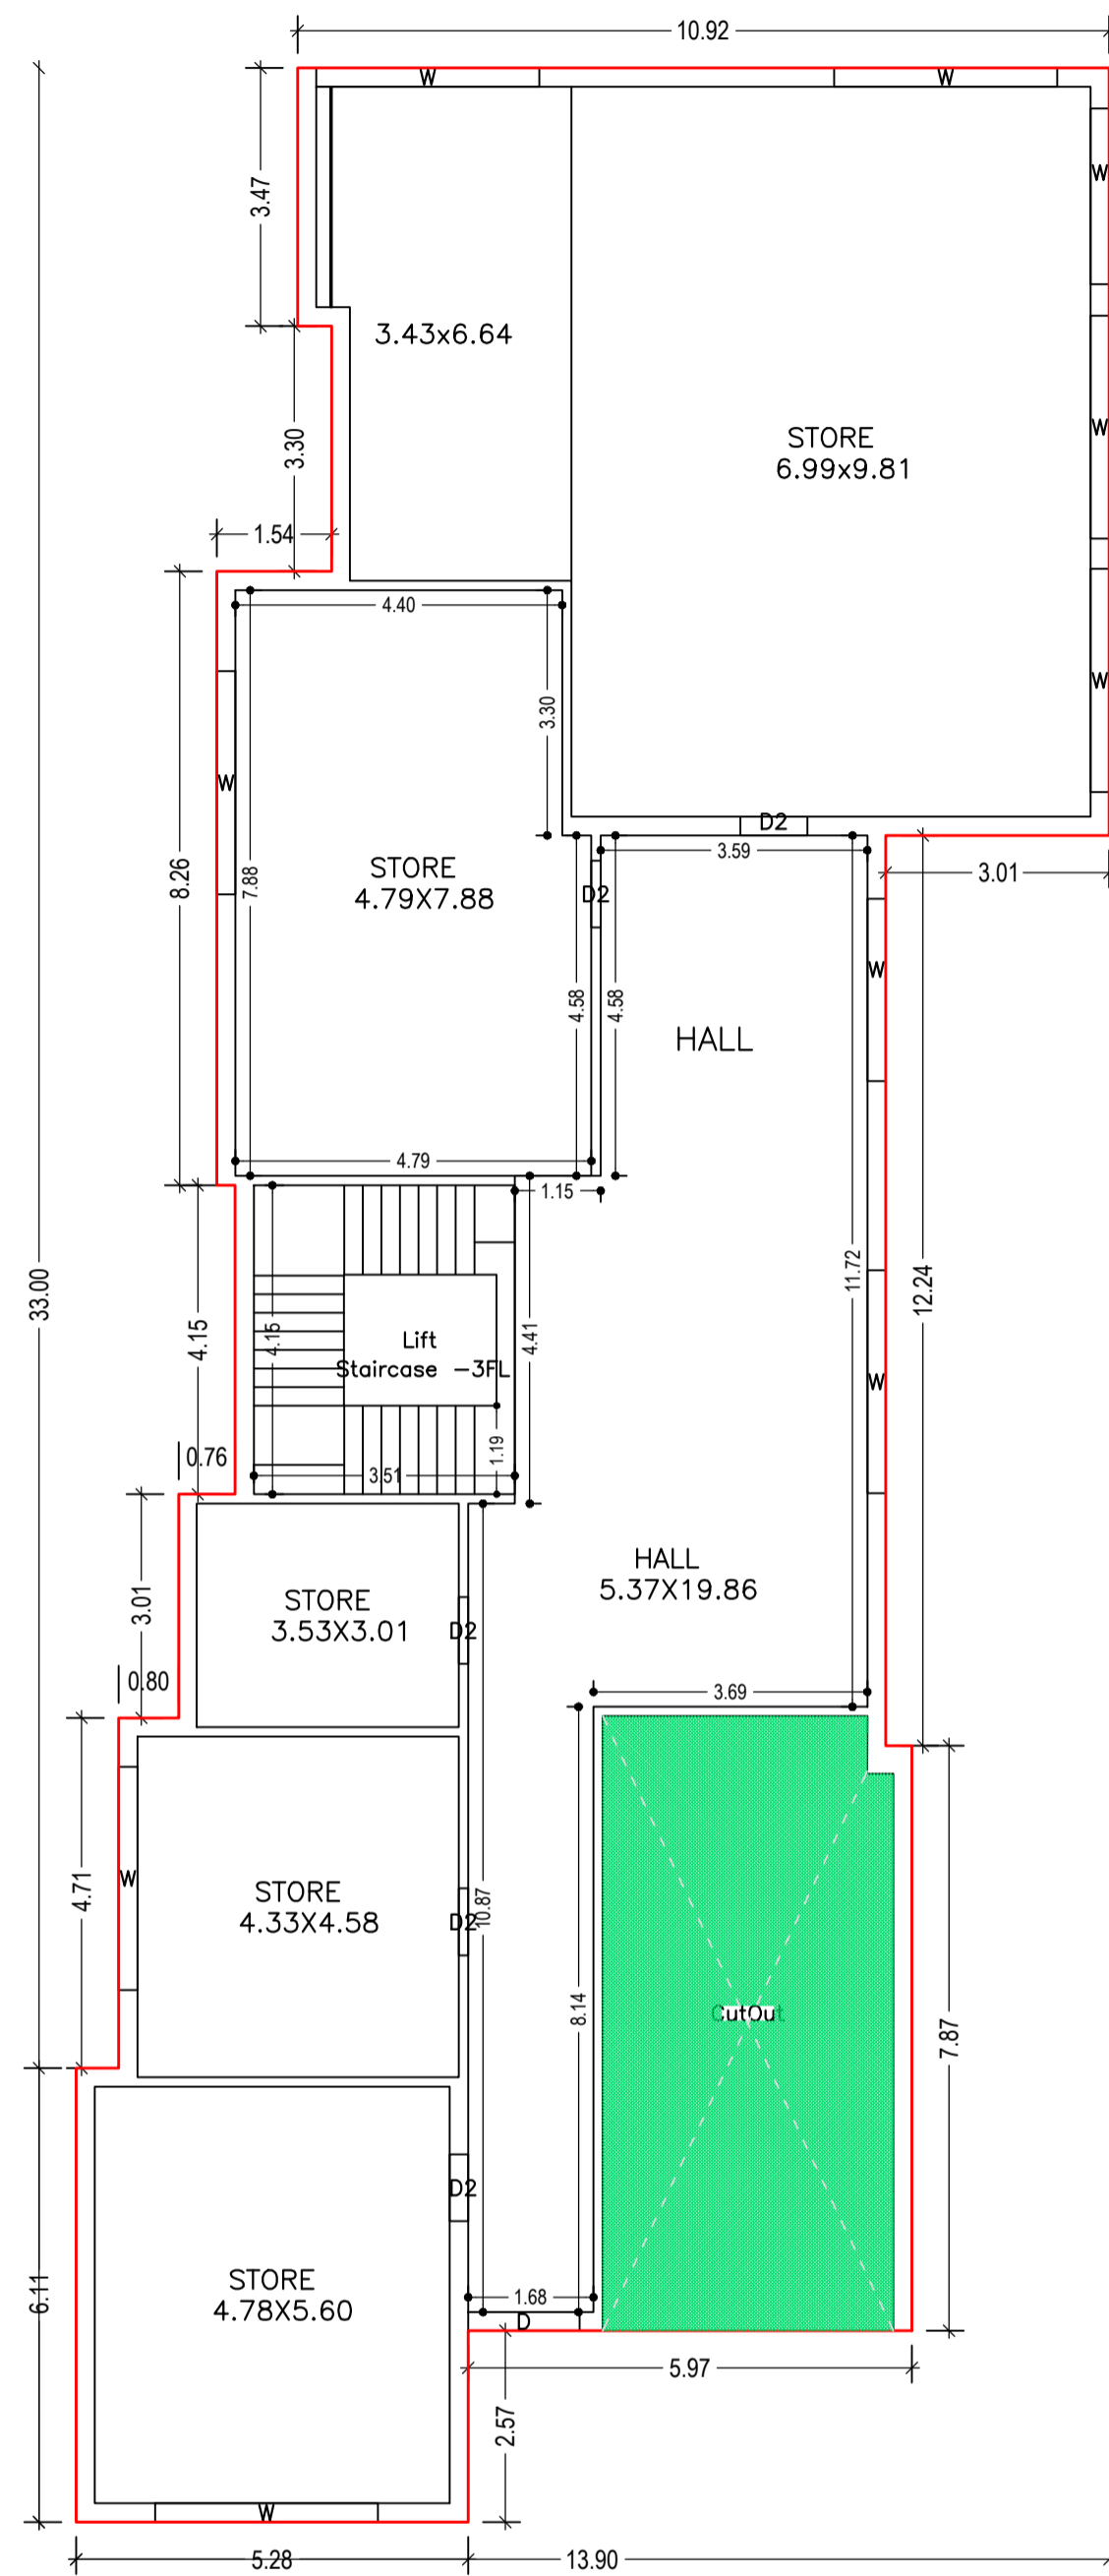 10.92
W
W
3.47
W
3.43x6.64
3.30
W
STORE
6.99x9.81
1.54
4.40
W
3.30
W
D2
3.59
STORE
4.79X7.88
8.26
7.88
D2
3.01
W
4.58
4.58
HALL
4.79
1.15
33.00
4.15
4.15
Lift
Staircase -3FL
4.41
11.72
12.24
W
0.76
3.51
1.19
3.01
STORE
3.53X3.01
D2
HALL
5.37X19.86
0.80
3.69
4.71
W
STORE
4.33X4.58
D2
10.87
8.14
CutOut
7.87
D2
6.11
STORE
4.78X5.60
1.68
D
5.97
2.57
W
5.28
13.90